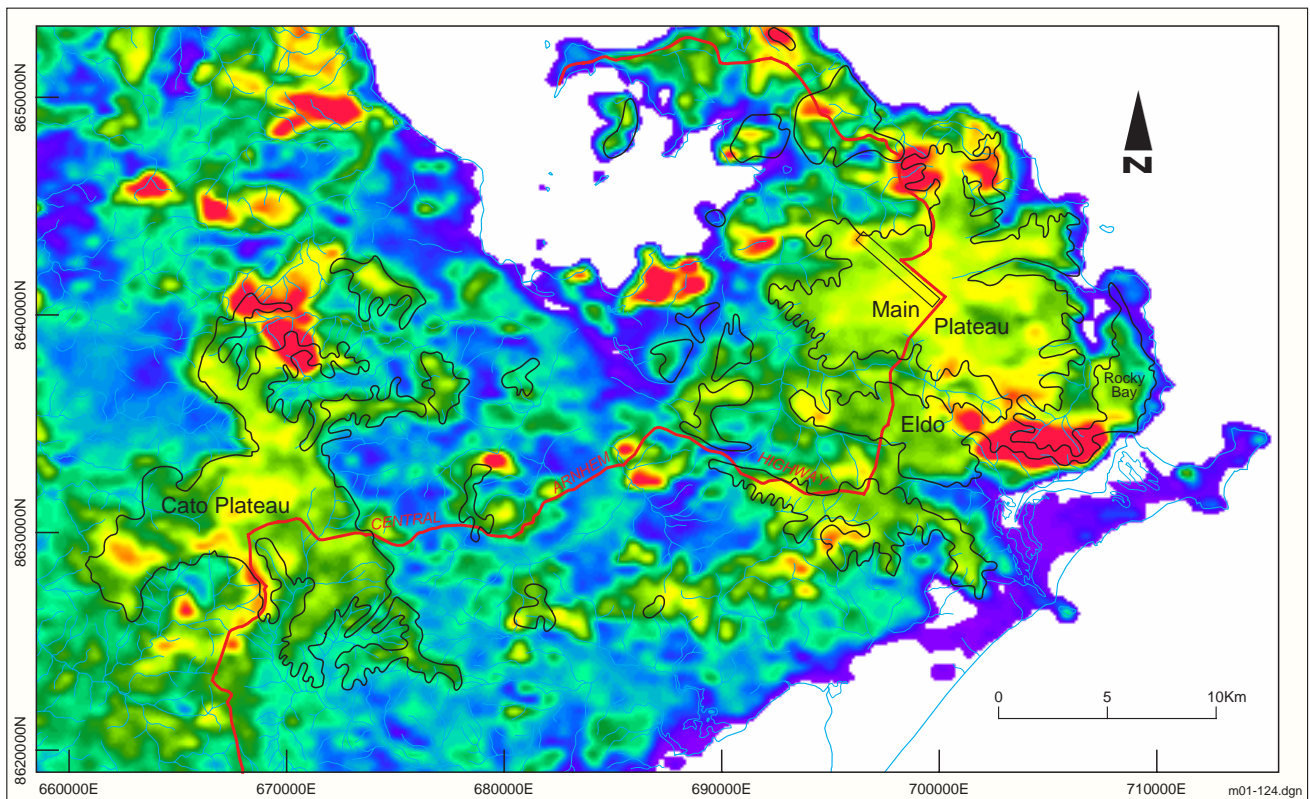 8650000N
8640000N
8630000N
8620000N
N
Main
Plateau
Rocky
Bay
Eldo
HIGHWAY
ARNHEM
CENTRAL
Cato Plateau
0 5 10Km
660000E 670000E 680000E 690000E 700000E 710000E
m01-124.dgn